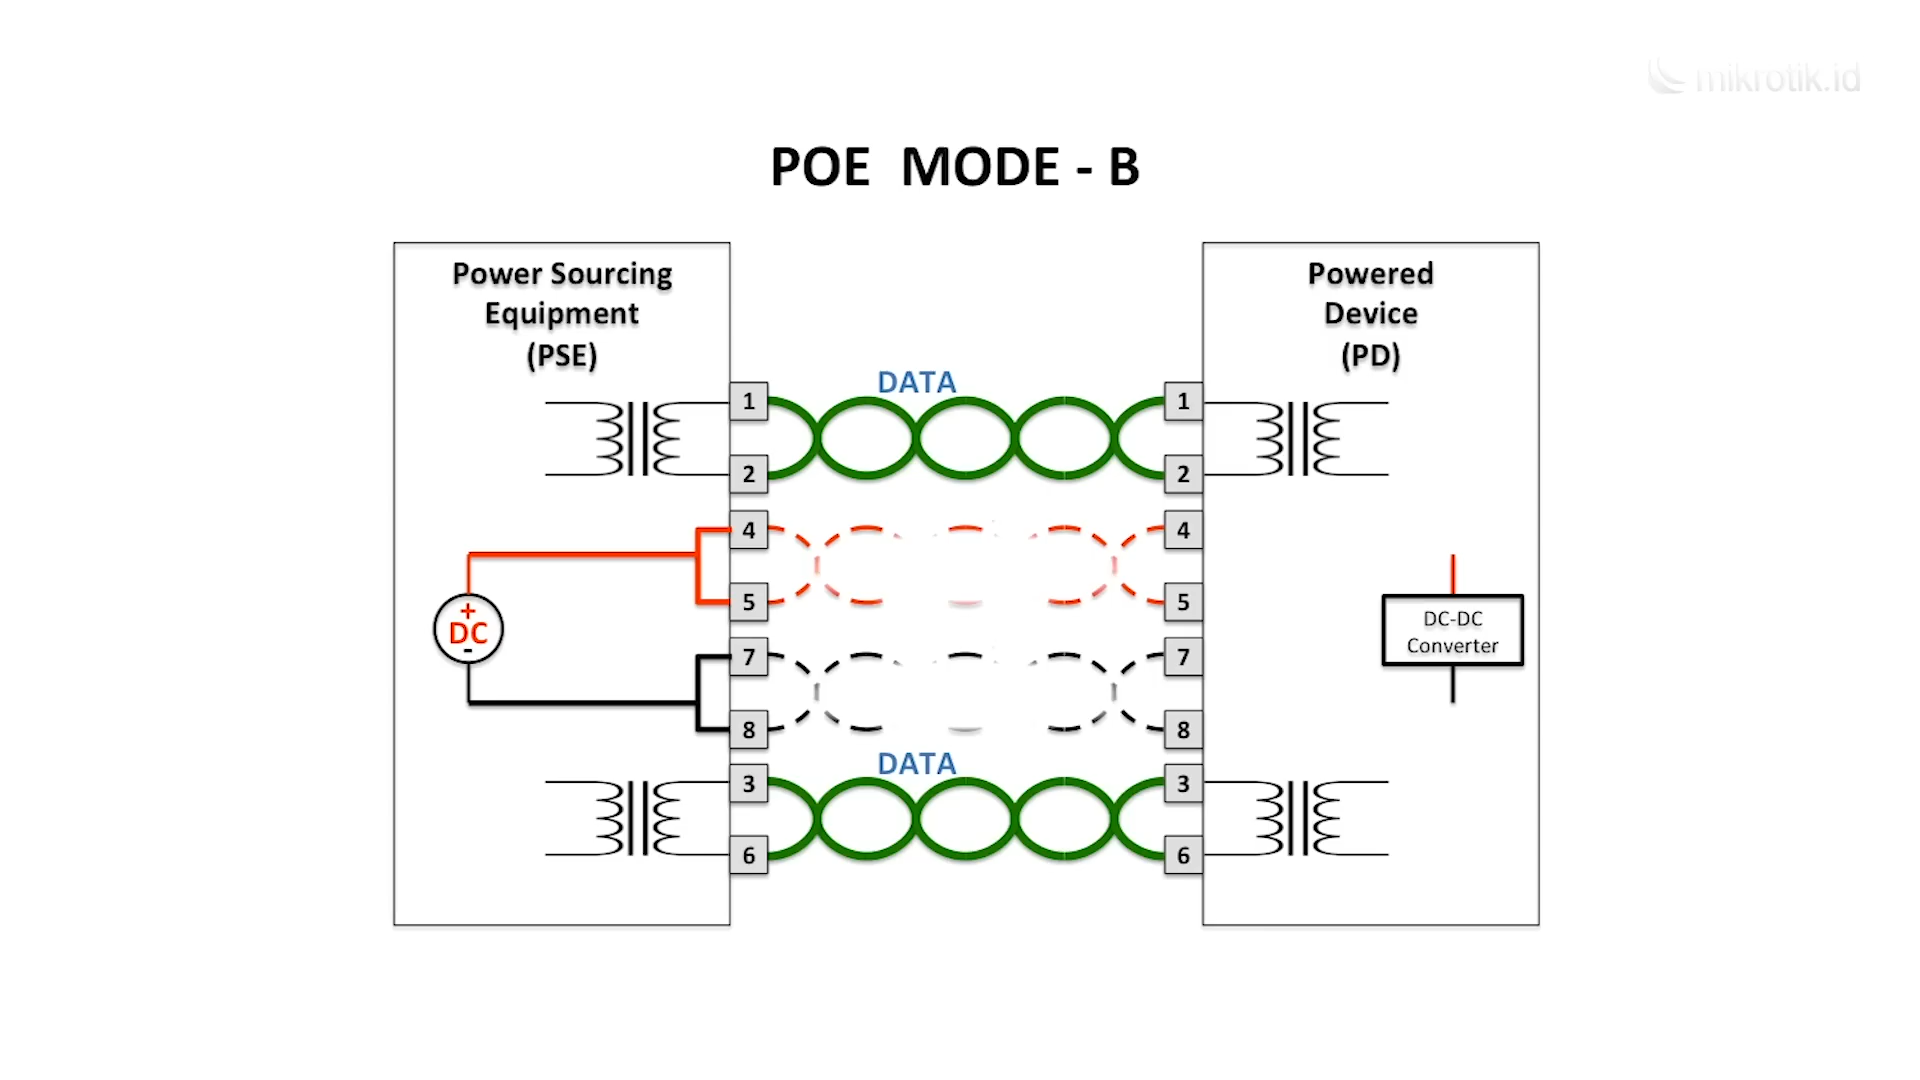 mikrotik.id
POE MODE - B
Power Sourcing
Equipment
(PSE)
Powered
Device
(PD)
DATA
1
1
2
2
4
4
5
5
+
DC
-
DC-DC
Converter
7
7
8
8
DATA
3
3
6
6